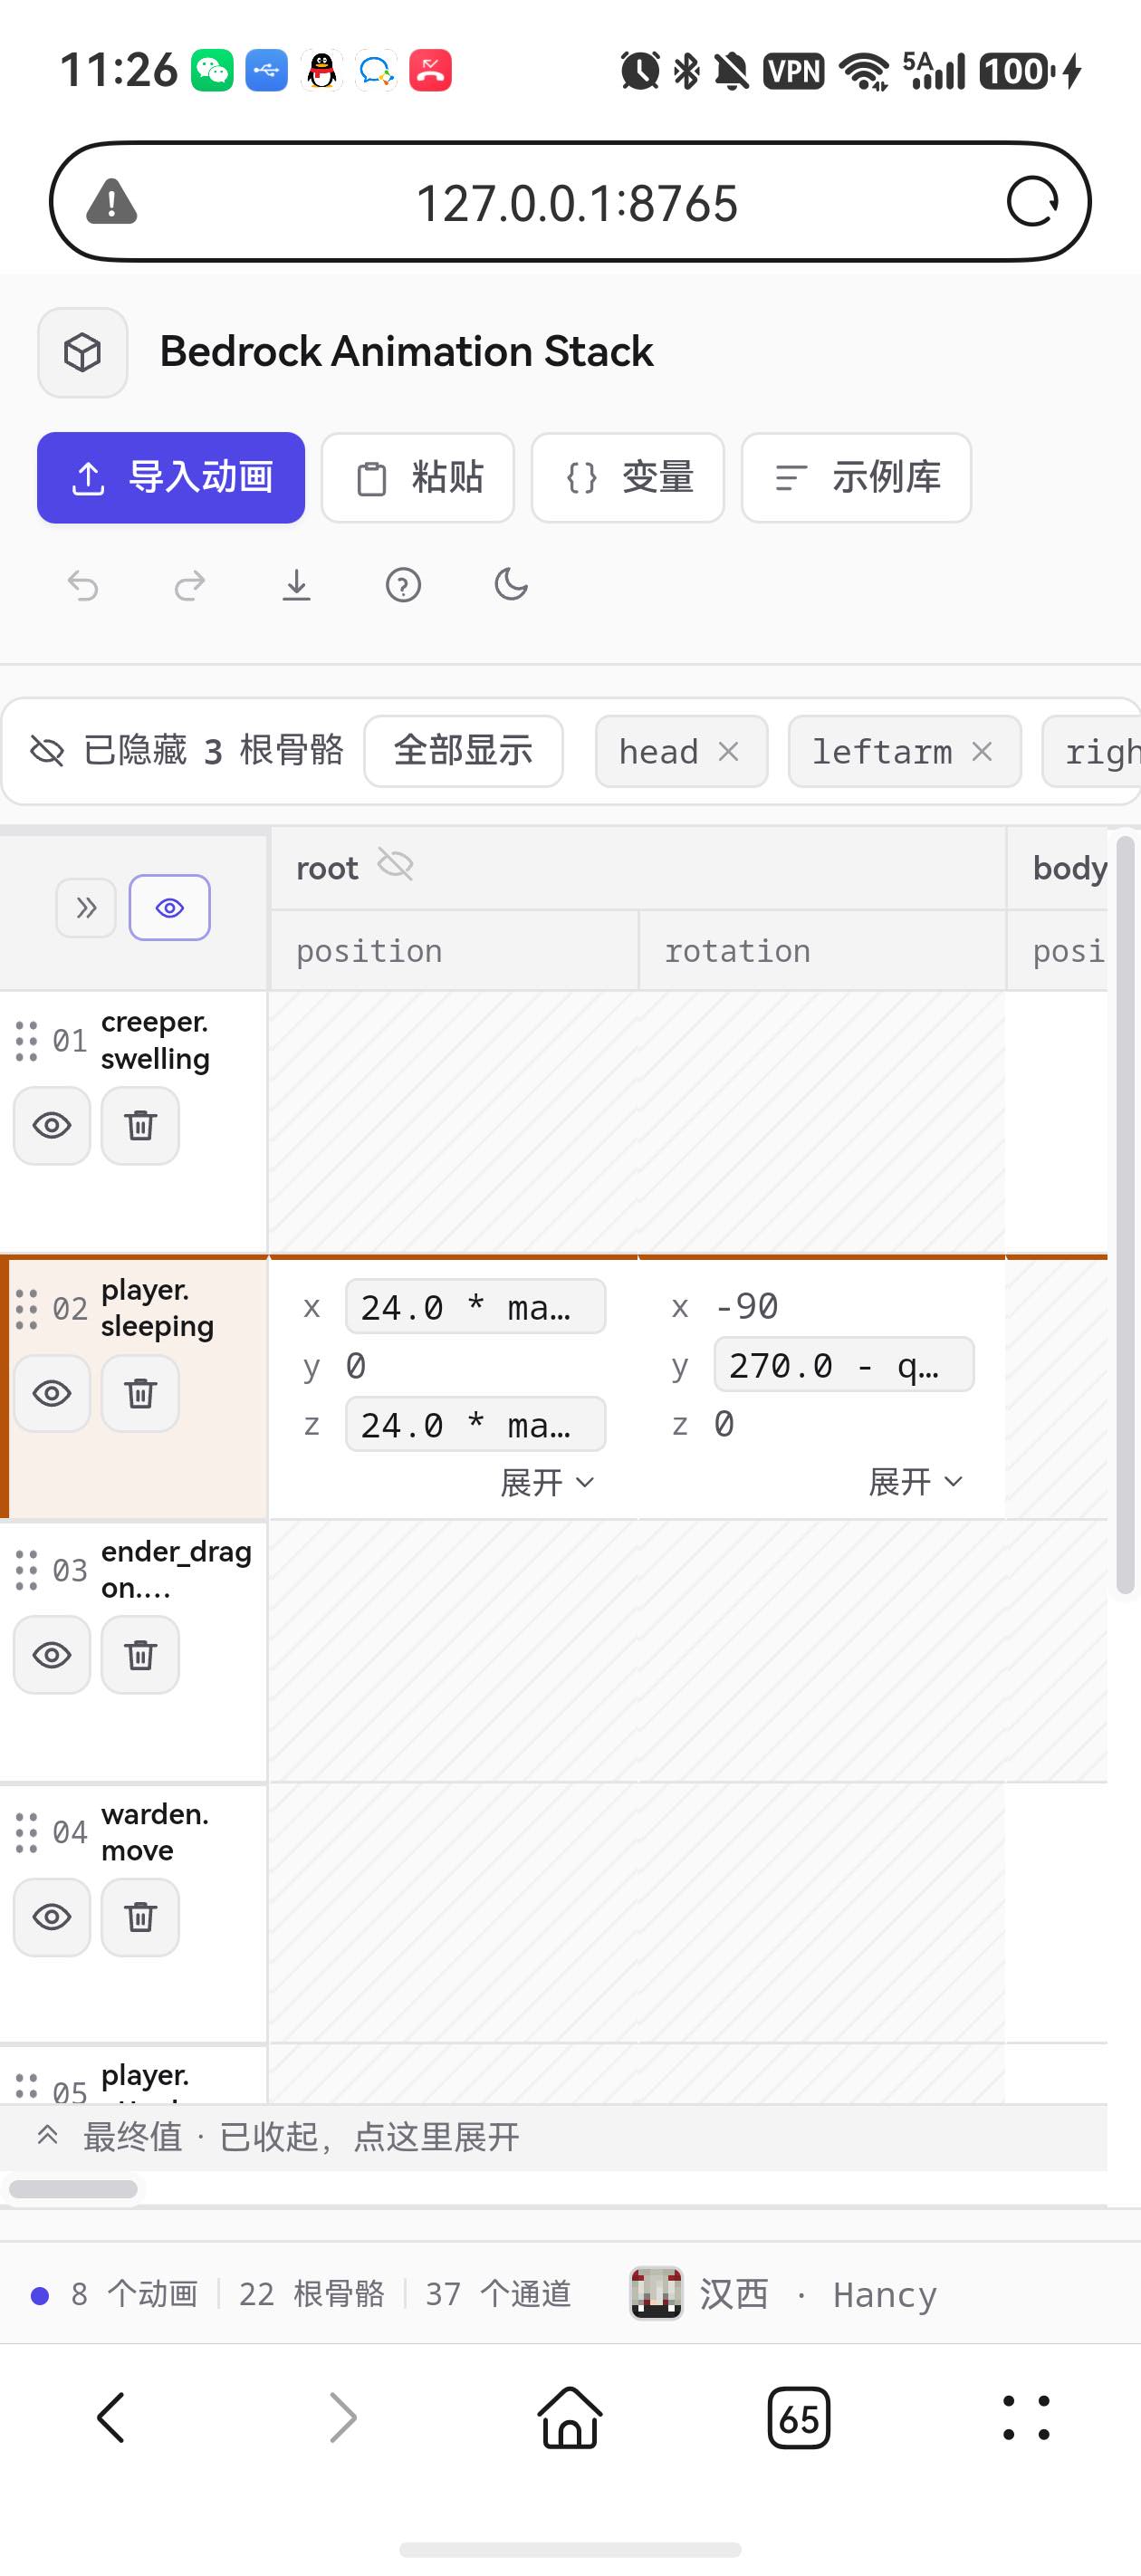 11:26 VPN 5A 100
127.0.0.1:8765
Bedrock Animation Stack
导入动画 粘贴 {} 变量 示例库
已隐藏 3 根骨骼 全部显示 head × leftarm × righ
root body
position rotation posi
01 creeper.
swelling
02 player.
sleeping
x 24.0 * ma… x -90
y 0 y 270.0 - q…
z 24.0 * ma… z 0
展开 展开
03 ender_drag
on.…
04 warden.
move
05 player.
最终值 · 已收起，点这里展开
8 个动画 22 根骨骼 37 个通道 汉西 · Hancy
65